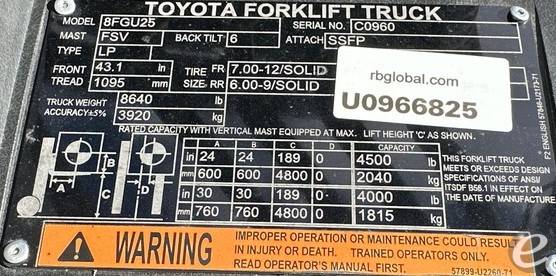 TOYOTA FORKLIFT TRUCK
MODEL 8FGU25 SERIAL NO. C0960
MAST FSV BACK TILT 6 ATTACH SSFP
TYPE LP
FRONT TREAD 43.1 in TIRE SIZE FR 7.00-12/SOLID
1095 mm RR 6.00-9/SOLID
rbglobal.com
U0966825
TRUCK WEIGHT ACCURACY±5% 8640 lb
3920 kg
RATED CAPACITY WITH VERTICAL MAST EQUIPPED AT MAX. LIFT HEIGHT 'C' AS SHOWN.
A B C D CAPACITY
in 24 24 189 0 4500 lb
mm 600 600 4800 0 2040 kg
in 30 30 189 0 4000 lb
mm 760 760 4800 0 1815 kg
A B C D
THIS FORKLIFT TRUCK
MEETS OR EXCEEDS DESIGN
SPECIFICATIONS OF ANSI/
ITSDF B56.1 IN EFFECT ON
THE DATE OF MANUFACTURE
F2 ENGLISH 57846-U2173-71
WARNING
IMPROPER OPERATION OR MAINTENANCE COULD RESULT
IN INJURY OR DEATH. TRAINED OPERATORS ONLY.
READ OPERATOR'S MANUAL FIRST.
57899-U2260-71